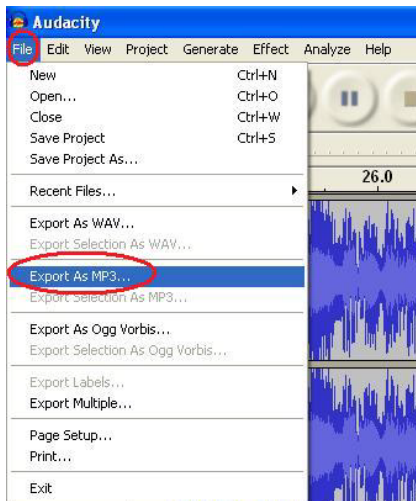 Audacity
File Edit View Project Generate Effect Analyze Help
New Ctrl+N
Open... Ctrl+O
Close Ctrl+W
Save Project Ctrl+S
Save Project As...
26.0
Recent Files...
Export As WAV...
Export Selection As WAV...
Export As MP3...
Export Selection As MP3...
Export As Ogg Vorbis...
Export Selection As Ogg Vorbis...
Export Labels...
Export Multiple...
Page Setup...
Print...
Exit